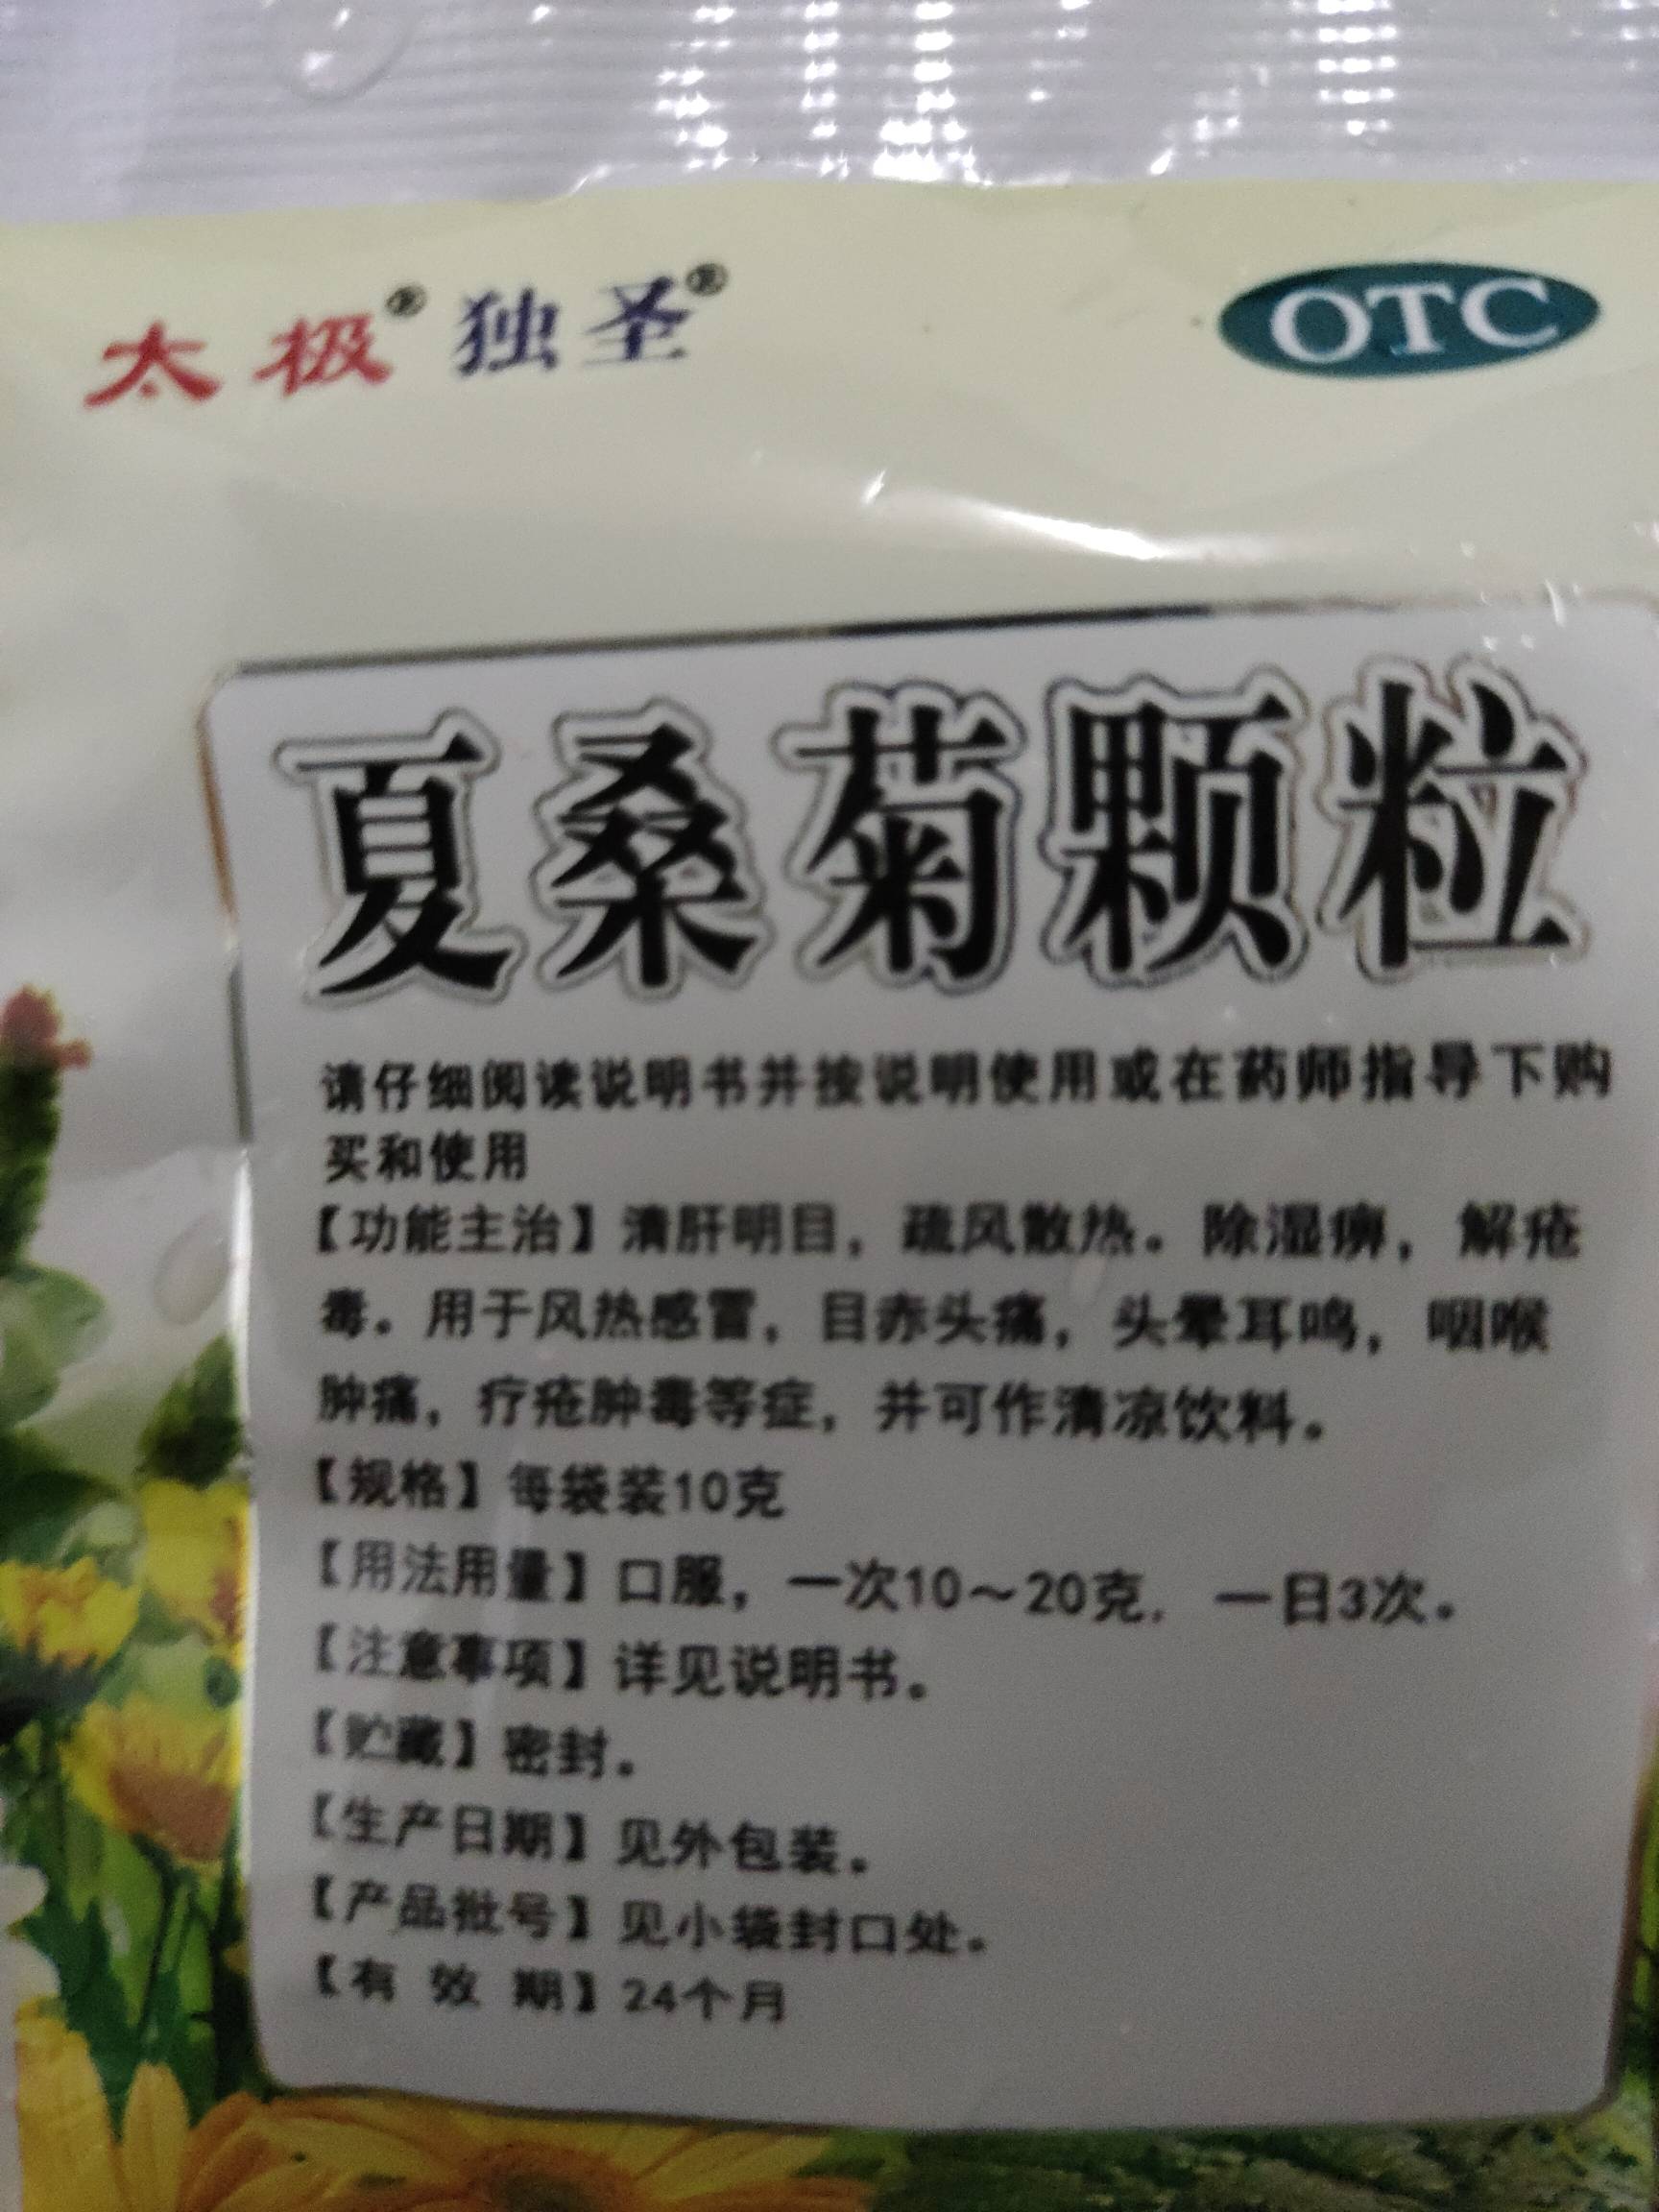 太极® 独圣®
OTC
夏桑菊颗粒
请仔细阅读说明书并按说明使用或在药师指导下购
买和使用
【功能主治】清肝明目，疏风散热。除湿痹，解疮
毒。用于风热感冒，目赤头痛，头晕耳鸣，咽喉
肿痛，疔疮肿毒等症，并可作清凉饮料。
【规格】每袋装10克
【用法用量】口服，一次10～20克，一日3次。
【注意事项】详见说明书。
【贮藏】密封。
【生产日期】见外包装。
【产品批号】见小袋封口处。
【有 效 期】24个月